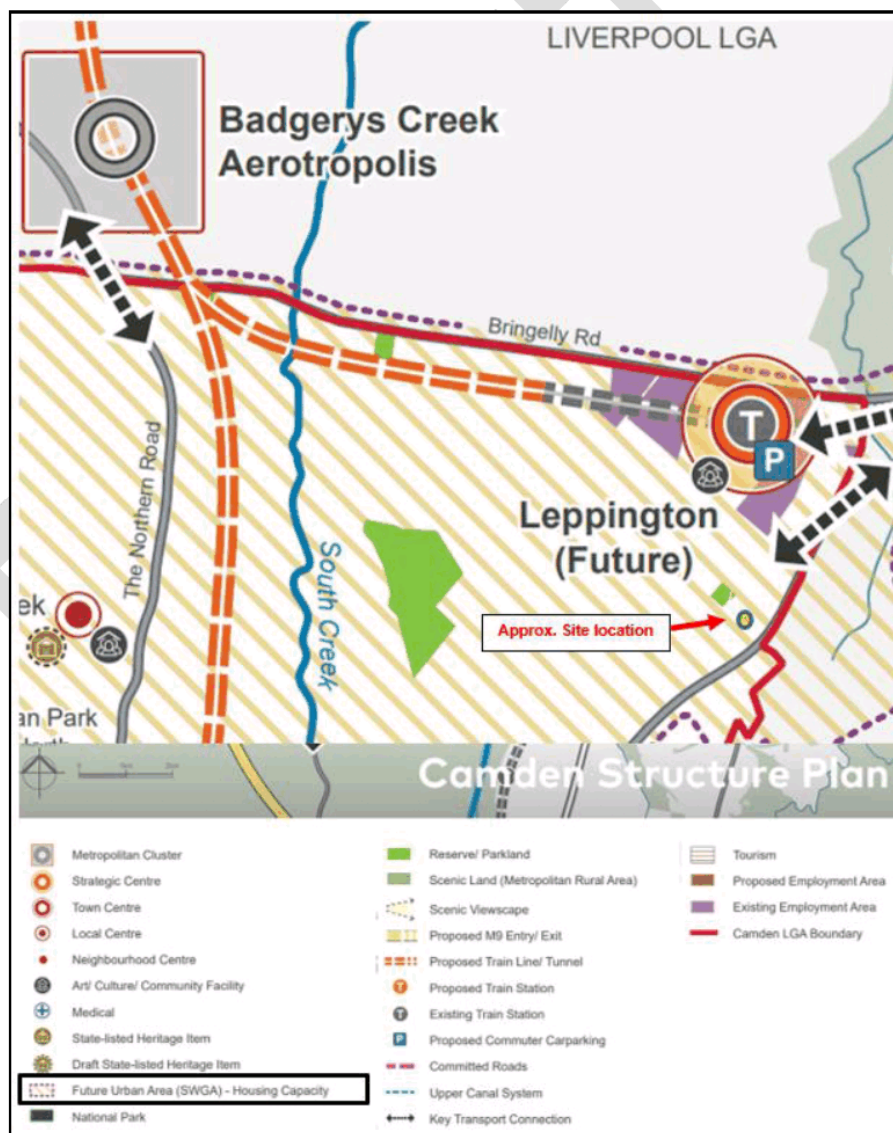 LIVERPOOL LGA
Badgerys Creek
Aerotropolis
Bringelly Rd
The Northern Road
T
P
Leppington
(Future)
South Creek
Approx. Site location
ek
an Park
Camden Structure Plan
Metropolitan Cluster
Strategic Centre
Town Centre
Local Centre
Neighbourhood Centre
Art/ Culture/ Community Facility
Medical
State-listed Heritage Item
Draft State-listed Heritage Item
Future Urban Area (SWGA) - Housing Capacity
National Park
Reserve/ Parkland
Scenic Land (Metropolitan Rural Area)
Scenic Viewscape
Proposed M9 Entry/ Exit
Proposed Train Line/ Tunnel
T Proposed Train Station
T Existing Train Station
P Proposed Commuter Carparking
Committed Roads
Upper Canal System
Key Transport Connection
Tourism
Proposed Employment Area
Existing Employment Area
Camden LGA Boundary